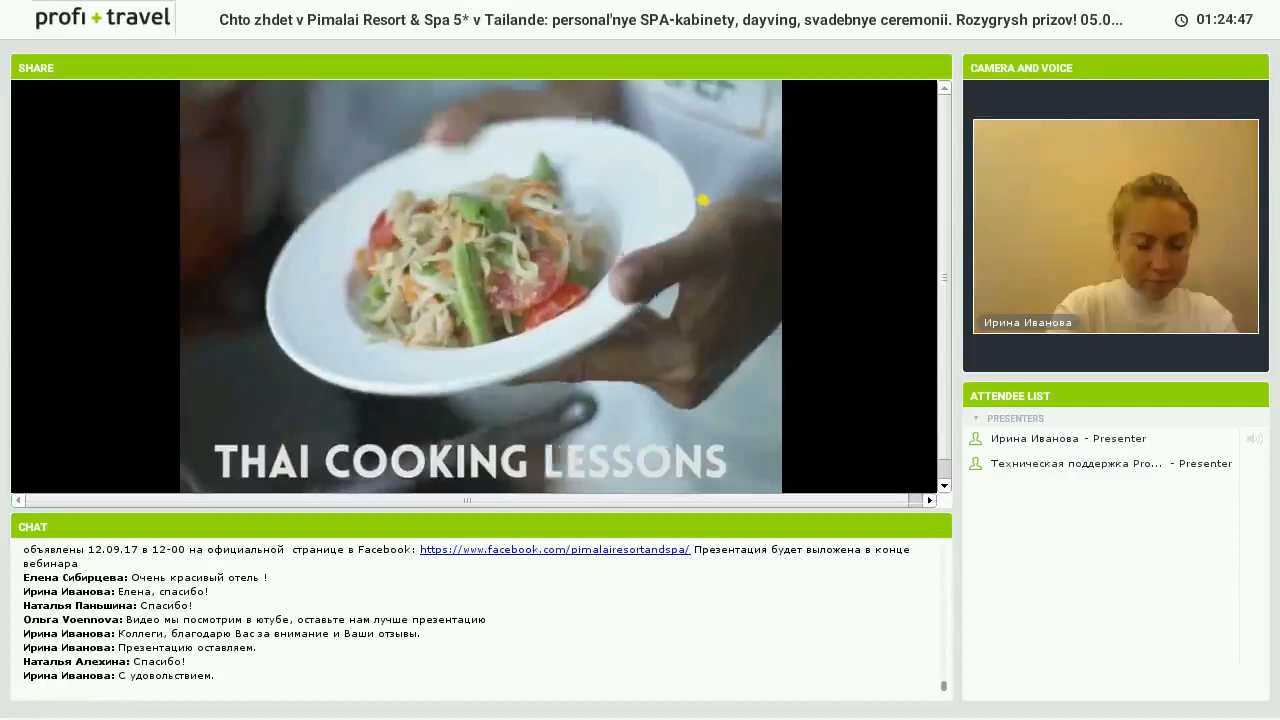 profi + travel
Chto zhdet v Pimalai Resort & Spa 5* v Tailande: personal'nye SPA-kabinety, dayving, svadebnye ceremonii. Rozygrysh prizov! 05.0...
01:24:47
SHARE
THAI COOKING LESSONS
CAMERA AND VOICE
Ирина Иванова
ATTENDEE LIST
PRESENTERS
Ирина Иванова - Presenter
Техническая поддержка Pro... - Presenter
CHAT
объявлены 12.09.17 в 12-00 на официальной странице в Facebook: https://www.facebook.com/pimalairesortandspa/ Презентация будет выложена в конце
вебинара
Елена Сибирцева: Очень красивый отель !
Ирина Иванова: Елена, спасибо!
Наталья Паньшина: Спасибо!
Ольга Voennova: Видео мы посмотрим в ютубе, оставьте нам лучше презентацию
Ирина Иванова: Коллеги, благодарю Вас за внимание и Ваши отзывы.
Ирина Иванова: Презентацию оставляем.
Наталья Алехина: Спасибо!
Ирина Иванова: С удовольствием.